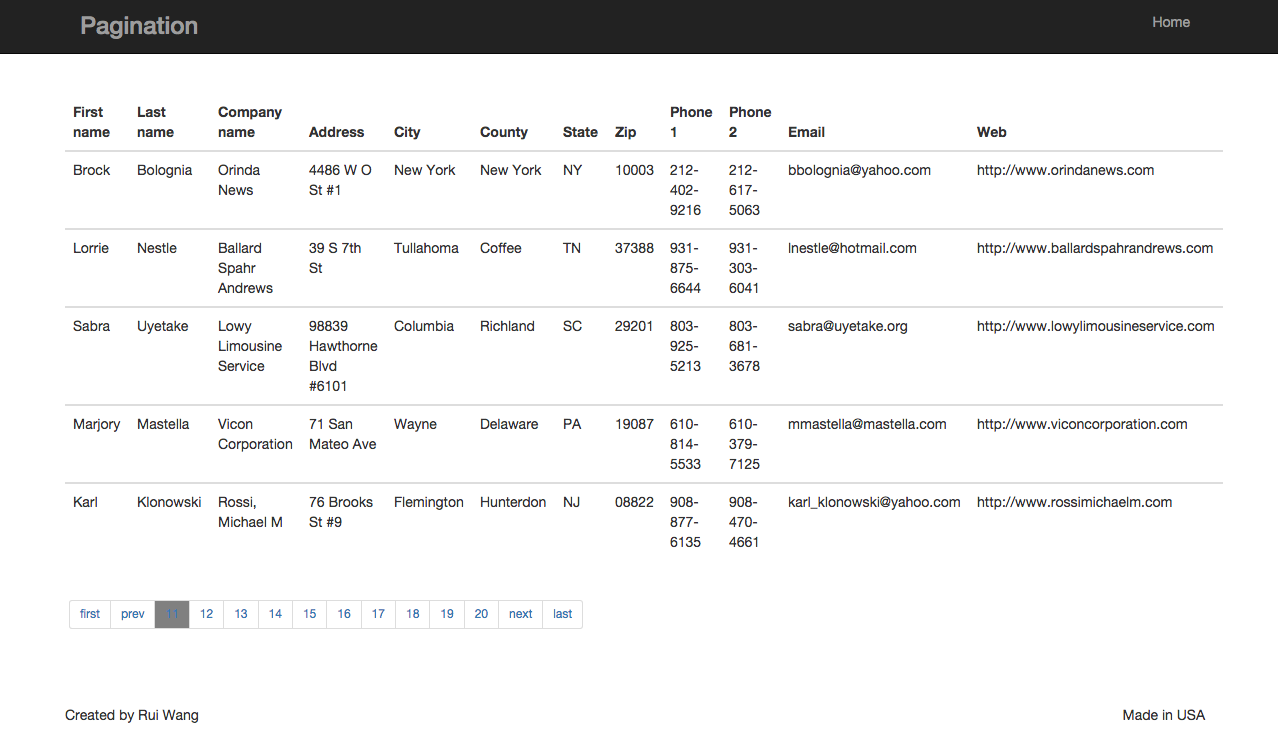 Pagination Home
First name Last name Company name Address City County State Zip Phone 1 Phone 2 Email Web
Brock Bolognia Orinda News 4486 W O St #1 New York New York NY 10003 212-402-9216 212-617-5063 bbolognia@yahoo.com http://www.orindanews.com
Lorrie Nestle Ballard Spahr Andrews 39 S 7th St Tullahoma Coffee TN 37388 931-875-6644 931-303-6041 lnestle@hotmail.com http://www.ballardspahrandrews.com
Sabra Uyetake Lowy Limousine Service 98839 Hawthorne Blvd #6101 Columbia Richland SC 29201 803-925-5213 803-681-3678 sabra@uyetake.org http://www.lowylimousineservice.com
Marjory Mastella Vicon Corporation 71 San Mateo Ave Wayne Delaware PA 19087 610-814-5533 610-379-7125 mmastella@mastella.com http://www.viconcorporation.com
Karl Klonowski Rossi, Michael M 76 Brooks St #9 Flemington Hunterdon NJ 08822 908-877-6135 908-470-4661 karl_klonowski@yahoo.com http://www.rossimichaelm.com
first prev 11 12 13 14 15 16 17 18 19 20 next last
Created by Rui Wang Made in USA